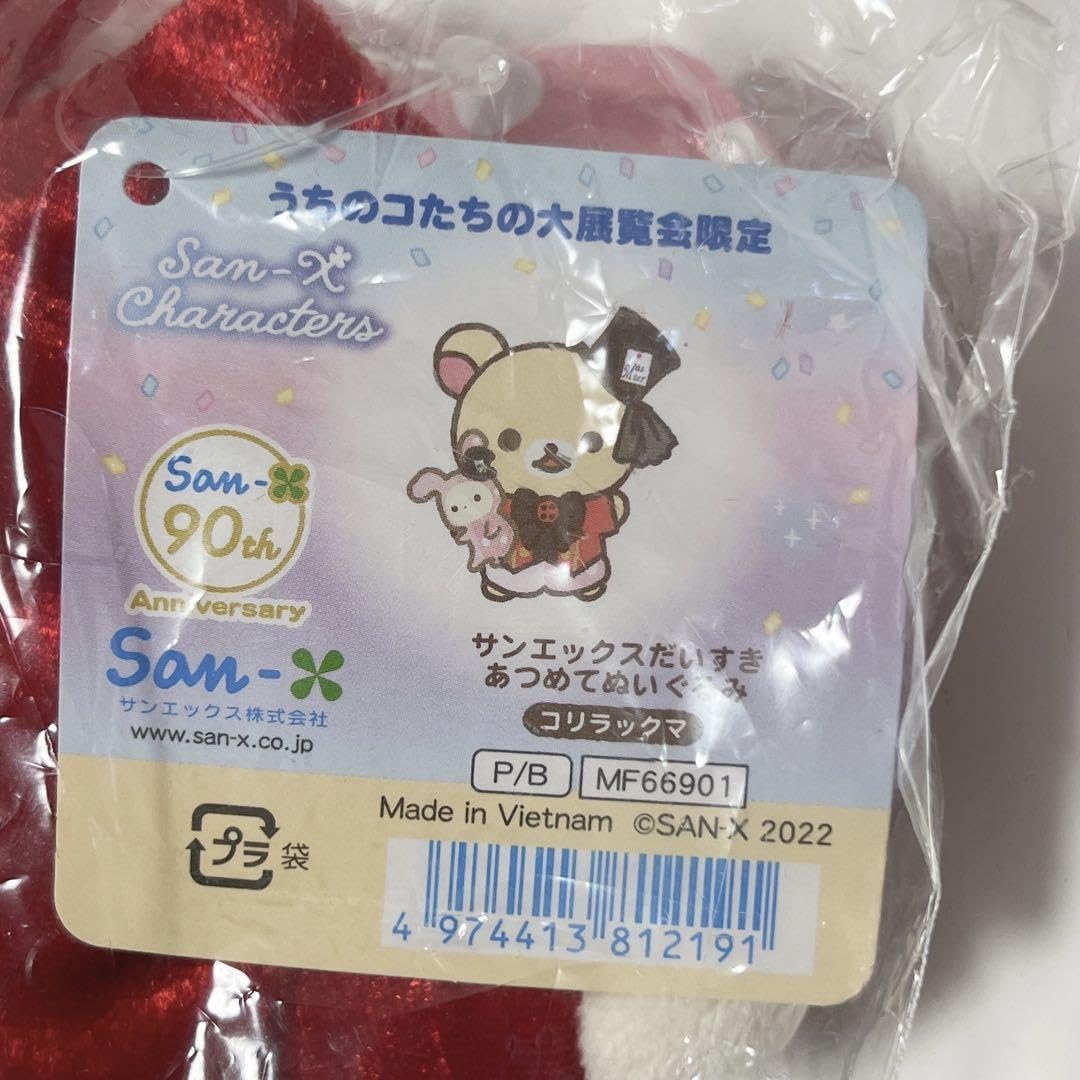 うちのコたちの大展覧会限定
San-X
Characters
San-X
90th
Anniversary
San-X
サンエックス株式会社
www.san-x.co.jp
サンエックスだいすき
あつめてぬいぐるみ
コリラックマ
P/B MF66901
Made in Vietnam ©SAN-X 2022
プラ 袋
4 974413 812191